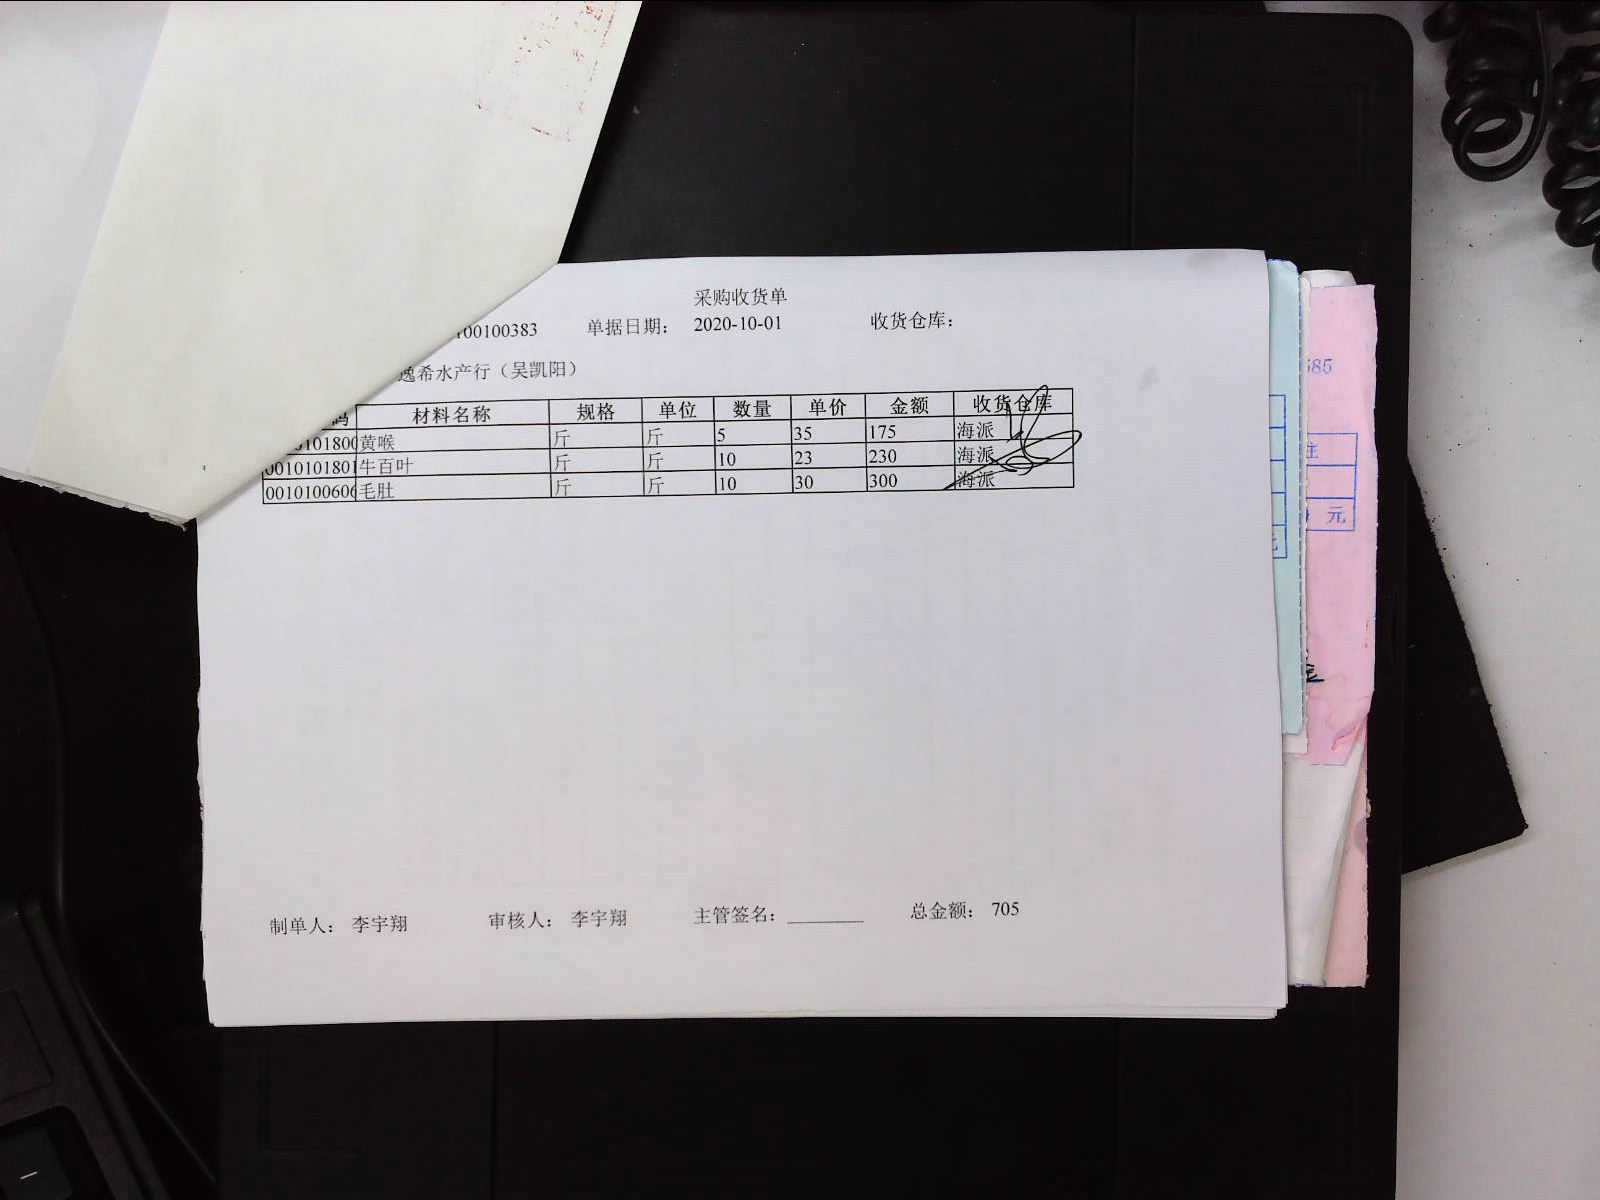 采购收货单
100100383 单据日期： 2020-10-01 收货仓库：
逸希水产行（吴凯阳）
码 材料名称 规格 单位 数量 单价 金额 收货仓库
0101800 黄喉 斤 斤 5 35 175 海派
0010101801 牛百叶 斤 斤 10 23 230 海派
0010100606 毛肚 斤 斤 10 30 300 海派
制单人： 李宇翔 审核人： 李宇翔 主管签名： ________ 总金额： 705
585
注
元